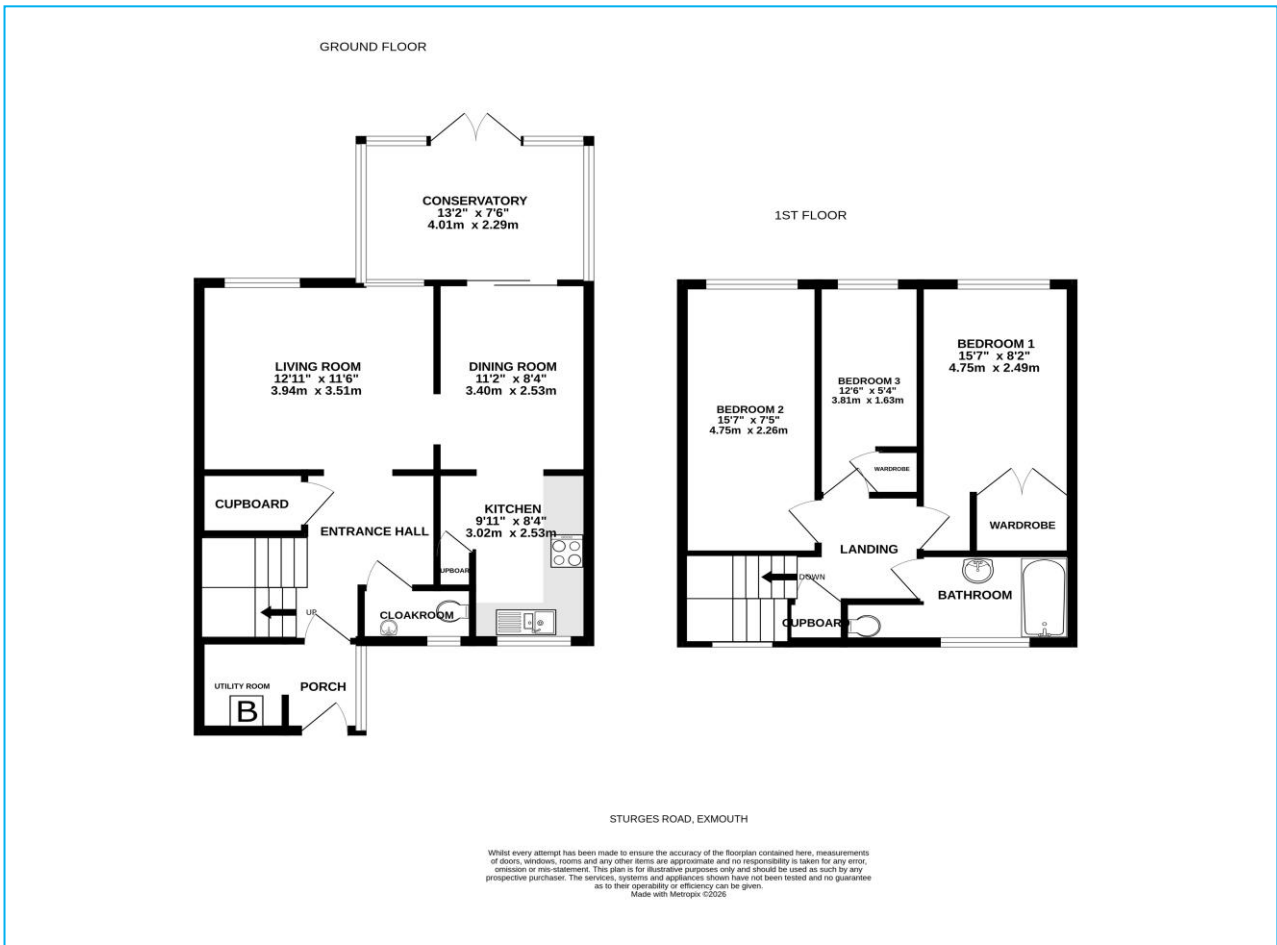 GROUND FLOOR
CONSERVATORY
13'2" x 7'6"
4.01m x 2.29m
1ST FLOOR
LIVING ROOM
12'11" x 11'6"
3.94m x 3.51m
DINING ROOM
11'2" x 8'4"
3.40m x 2.53m
BEDROOM 2
15'7" x 7'5"
4.75m x 2.26m
BEDROOM 3
12'6" x 5'4"
3.81m x 1.63m
BEDROOM 1
15'7" x 8'2"
4.75m x 2.49m
WARDROBE
WARDROBE
CUPBOARD
ENTRANCE HALL
KITCHEN
9'11" x 8'4"
3.02m x 2.53m
UPBOAR
UP
CLOAKROOM
LANDING
DOWN
BATHROOM
CUPBOARD
UTILITY ROOM
PORCH
B
STURGES ROAD, EXMOUTH
Whilst every attempt has been made to ensure the accuracy of the floorplan contained here, measurements
of doors, windows, rooms and any other items are approximate and no responsibility is taken for any error,
omission or mis-statement. This plan is for illustrative purposes only and should be used as such by any
prospective purchaser. The services, systems and appliances shown have not been tested and no guarantee
as to their operability or efficiency can be given.
Made with Metropix ©2026